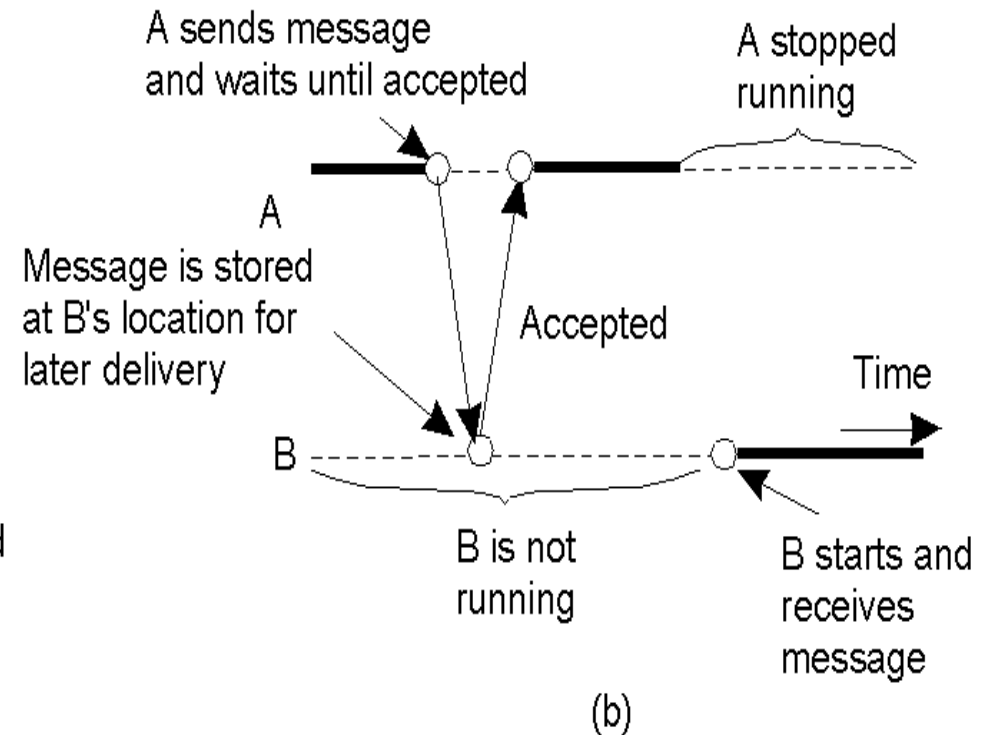 A sends message
and waits until accepted
A stopped
running
A
Message is stored
at B's location for
later delivery
Accepted
Time
B
B is not
running
B starts and
receives
message
(b)